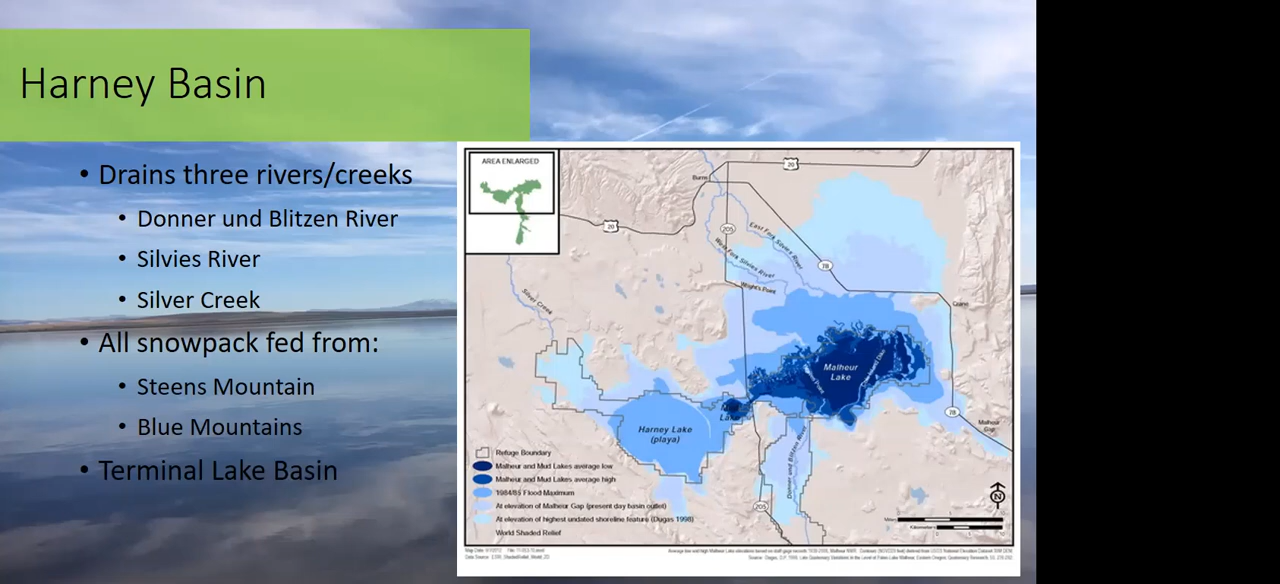 Harney Basin
• Drains three rivers/creeks
• Donner und Blitzen River
• Silvies River
• Silver Creek
• All snowpack fed from:
• Steens Mountain
• Blue Mountains
• Terminal Lake Basin
AREA ENLARGED
Burns
20
20
205
East Fork Silvies River
West Fork Silvies River
78
Wright's Point
Silver Creek
Crane
Malheur
Lake
Lake
Harney Lake
(playa)
78
Malheur
Gap
Donner und Blitzen River
205
N
Refuge Boundary
Malheur and Mud Lakes average low
Malheur and Mud Lakes average high
1984/85 Flood Maximum
At elevation of Malheur Gap (present day basin outlet)
At elevation of highest undated shoreline feature (Dugas 1998)
World Shaded Relief
Miles
Kilometers